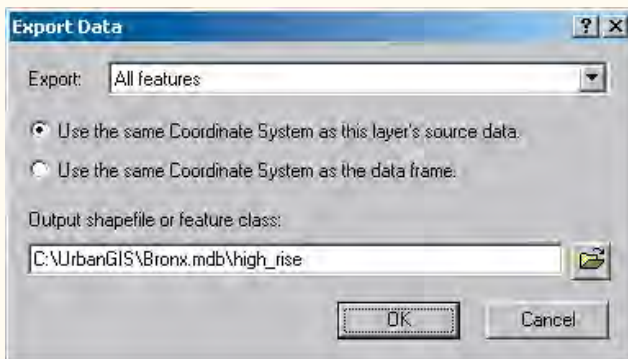 Export Data
Export: All features
Use the same Coordinate System as this layer's source data.
Use the same Coordinate System as the data frame.
Output shapefile or feature class:
C:\UrbanGIS\Bronx.mdb\high_rise
OK Cancel